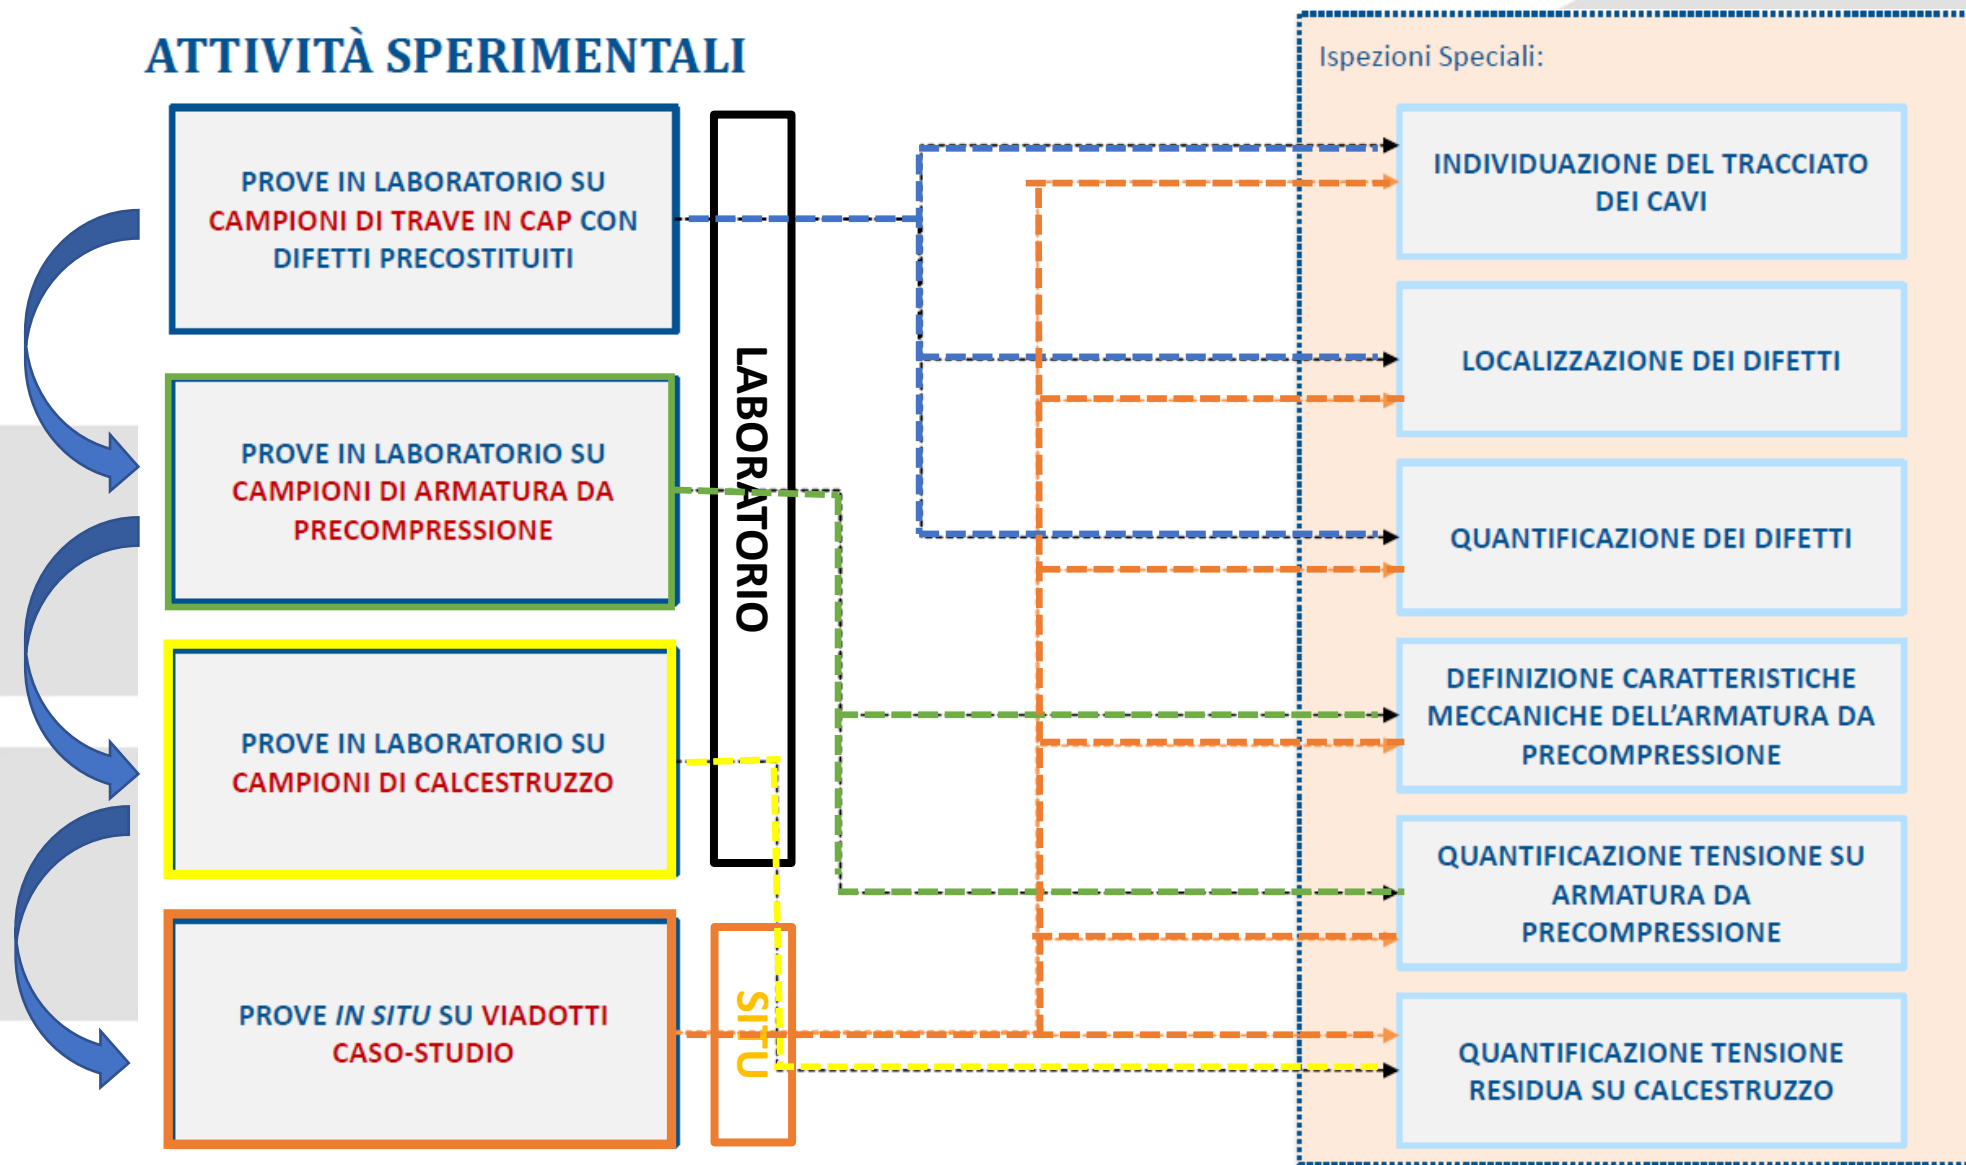 ATTIVITÀ SPERIMENTALI
PROVE IN LABORATORIO SU
CAMPIONI DI TRAVE IN CAP CON
DIFETTI PRECOSTITUITI
PROVE IN LABORATORIO SU
CAMPIONI DI ARMATURA DA
PRECOMPRESSIONE
PROVE IN LABORATORIO SU
CAMPIONI DI CALCESTRUZZO
PROVE IN SITU SU VIADOTTI
CASO-STUDIO
LABORATORIO
SITU
Ispezioni Speciali:
INDIVIDUAZIONE DEL TRACCIATO
DEI CAVI
LOCALIZZAZIONE DEI DIFETTI
QUANTIFICAZIONE DEI DIFETTI
DEFINIZIONE CARATTERISTICHE
MECCANICHE DELL’ARMATURA DA
PRECOMPRESSIONE
QUANTIFICAZIONE TENSIONE SU
ARMATURA DA
PRECOMPRESSIONE
QUANTIFICAZIONE TENSIONE
RESIDUA SU CALCESTRUZZO